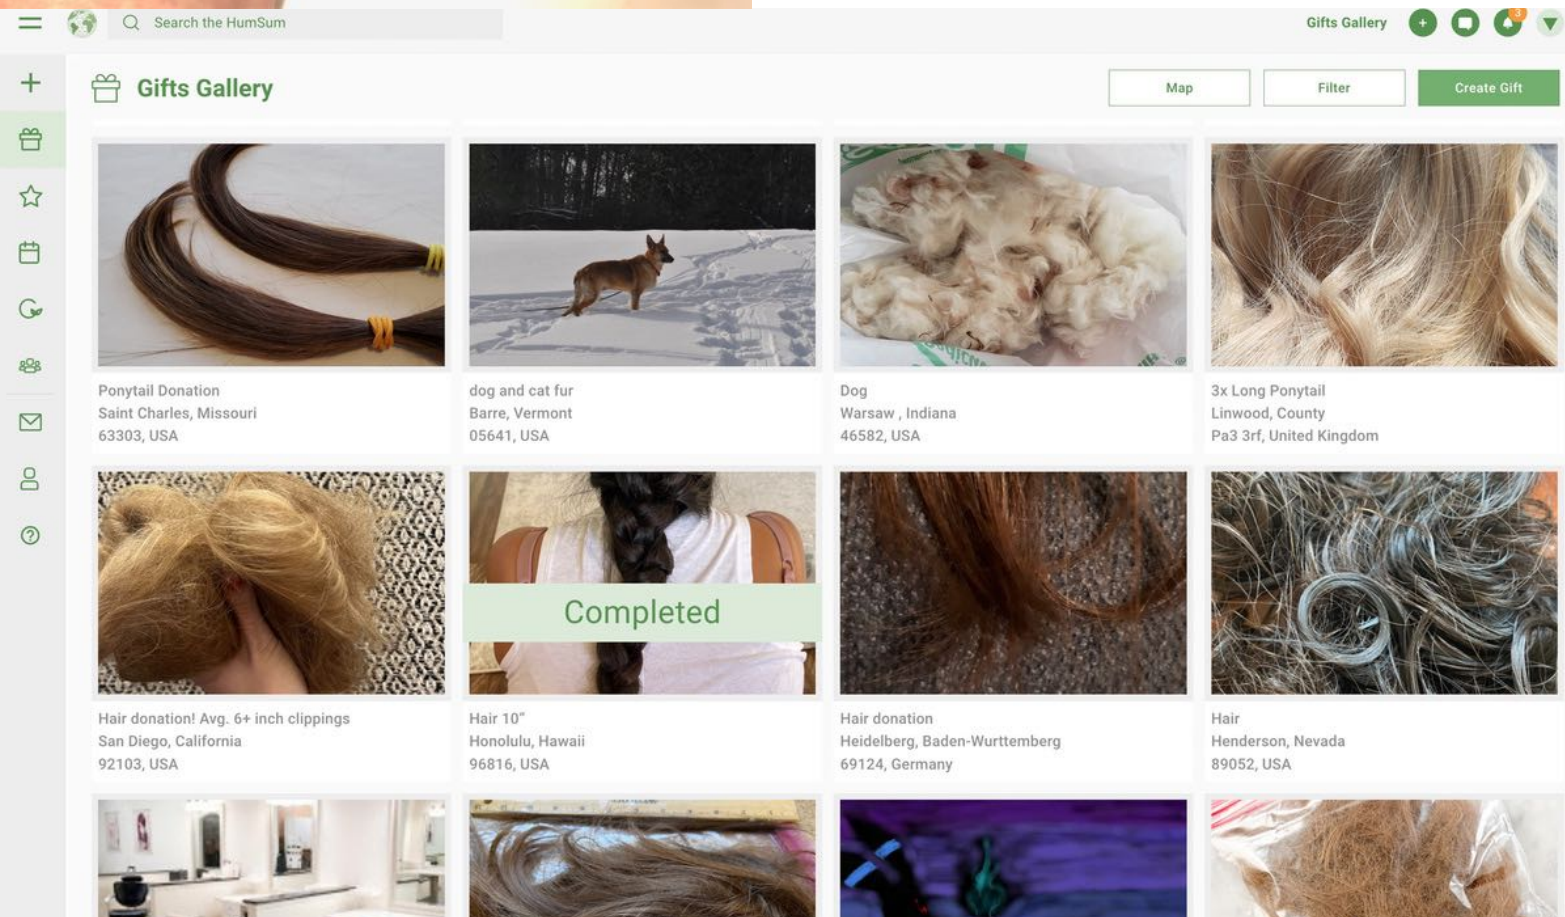 Search the HumSum
Gifts Gallery
3
Gifts Gallery
Map
Filter
Create Gift
Ponytail Donation
Saint Charles, Missouri
63303, USA
dog and cat fur
Barre, Vermont
05641, USA
Dog
Warsaw , Indiana
46582, USA
3x Long Ponytail
Linwood, County
Pa3 3rf, United Kingdom
Completed
Hair donation! Avg. 6+ inch clippings
San Diego, California
92103, USA
Hair 10"
Honolulu, Hawaii
96816, USA
Hair donation
Heidelberg, Baden-Wurttemberg
69124, Germany
Hair
Henderson, Nevada
89052, USA